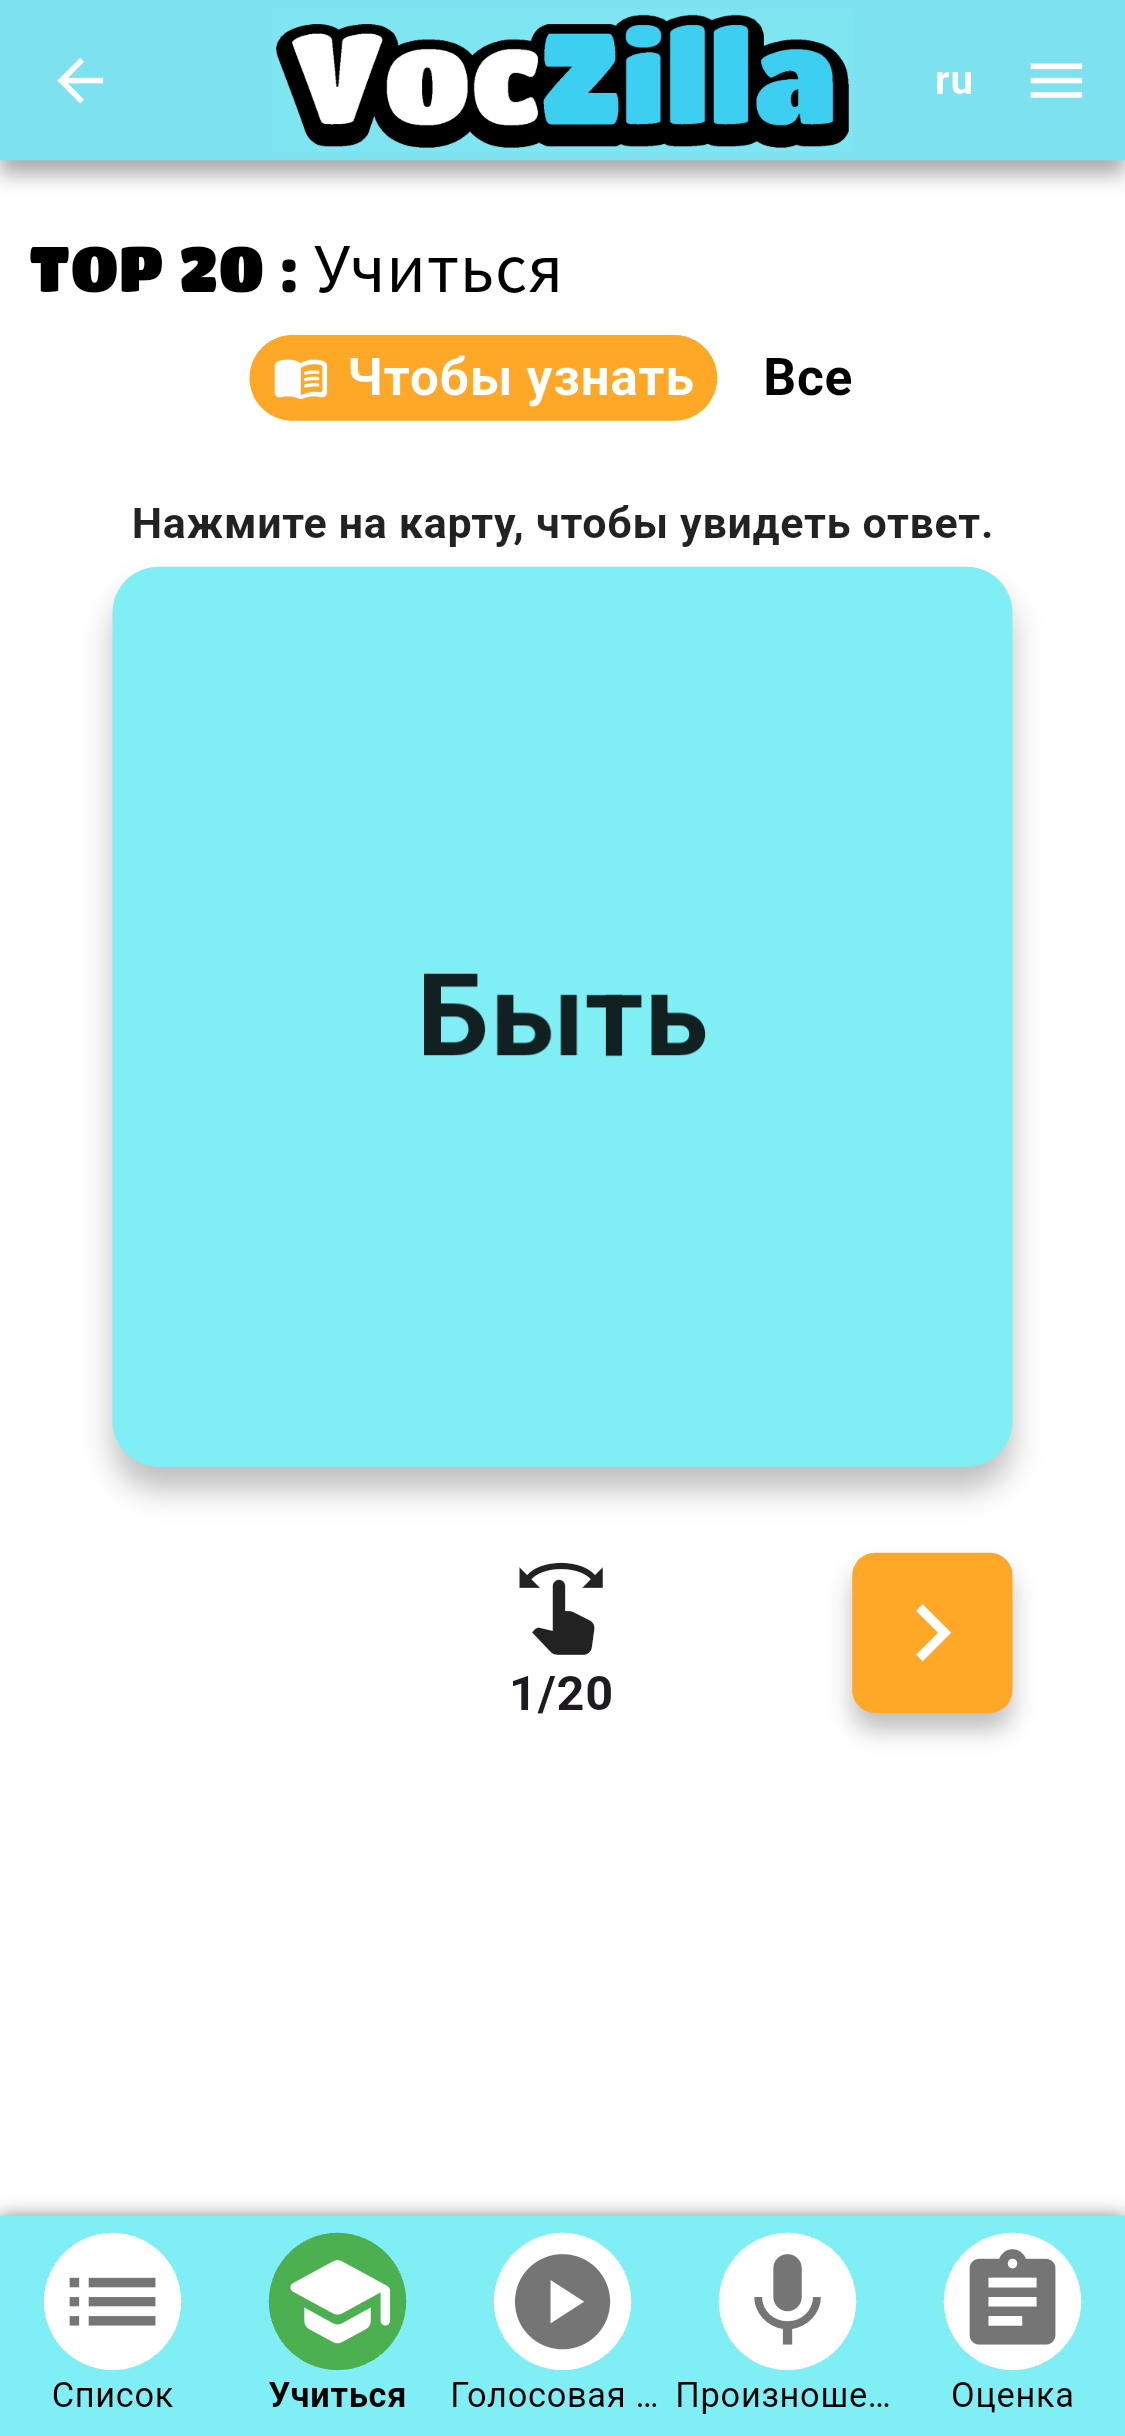 VocZilla
ru
TOP 20 : Учиться
Чтобы узнать
Все
Нажмите на карту, чтобы увидеть ответ.
Быть
1/20
Список
Учиться
Голосовая ...
Произноше...
Оценка